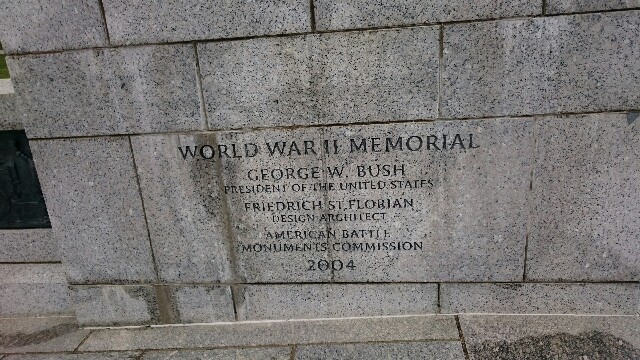 WORLD WAR II MEMORIAL
GEORGE W. BUSH
PRESIDENT OF THE UNITED STATES
FRIEDRICH ST.FLORIAN
DESIGN ARCHITECT
AMERICAN BATTLE
MONUMENTS COMMISSION
2004